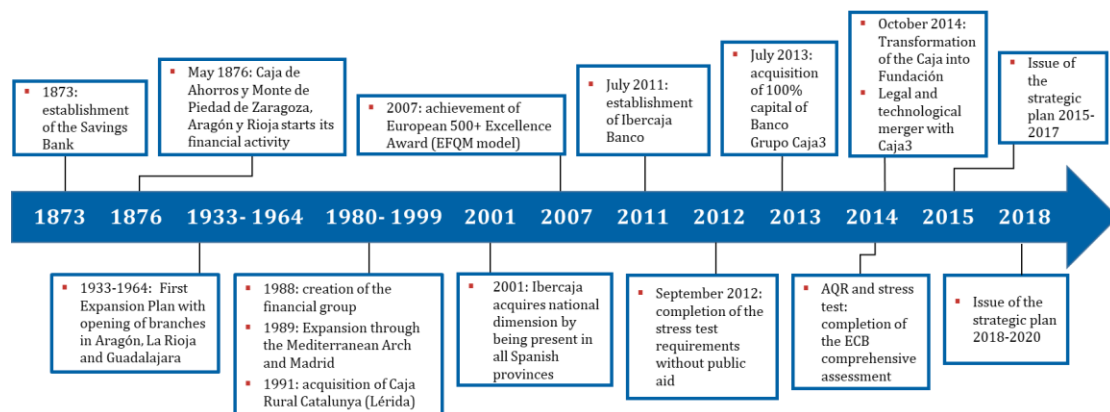 1873:
establishment
of the Savings
Bank
May 1876: Caja de
Ahorros y Monte de
Piedad de Zaragoza,
Aragón y Rioja starts its
financial activity
2007: achievement of
European 500+ Excellence
Award (EFQM model)
July 2011:
establishment
of Ibercaja
Banco
July 2013:
acquisition
of 100%
capital of
Banco
Grupo Caja3
October 2014:
Transformation
of the Caja into
Fundación
Legal and
technological
merger with
Caja3
Issue of
the
strategic
plan 2015-
2017
1873 1876 1933- 1964 1980- 1999 2001 2007 2011 2012 2013 2014 2015 2018
1933-1964: First
Expansion Plan with
opening of branches
in Aragón, La Rioja
and Guadalajara
1988: creation of the
financial group
1989: Expansion through
the Mediterranean Arch
and Madrid
1991: acquisition of Caja
Rural Catalunya (Lérida)
2001: Ibercaja
acquires national
dimension by
being present in
all Spanish
provinces
September 2012:
completion of the
stress test
requirements
without public
aid
AQR and stress
test:
completion of
the ECB
comprehensive
assessment
Issue of the
strategic plan
2018-2020